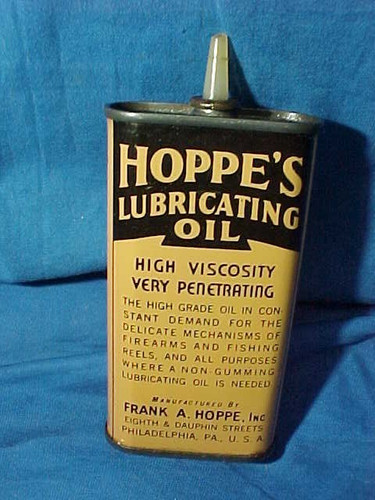 HOPPE'S
LUBRICATING
OIL
HIGH VISCOSITY
VERY PENETRATING
THE HIGH GRADE OIL IN CON-
STANT DEMAND FOR THE
DELICATE MECHANISMS OF
FIREARMS AND FISHING
REELS, AND ALL PURPOSES
WHERE A NON-GUMMING
LUBRICATING OIL IS NEEDED.
MANUFACTURED BY
FRANK A. HOPPE, INC.
EIGHTH & DAUPHIN STREETS
PHILADELPHIA, PA., U. S. A.